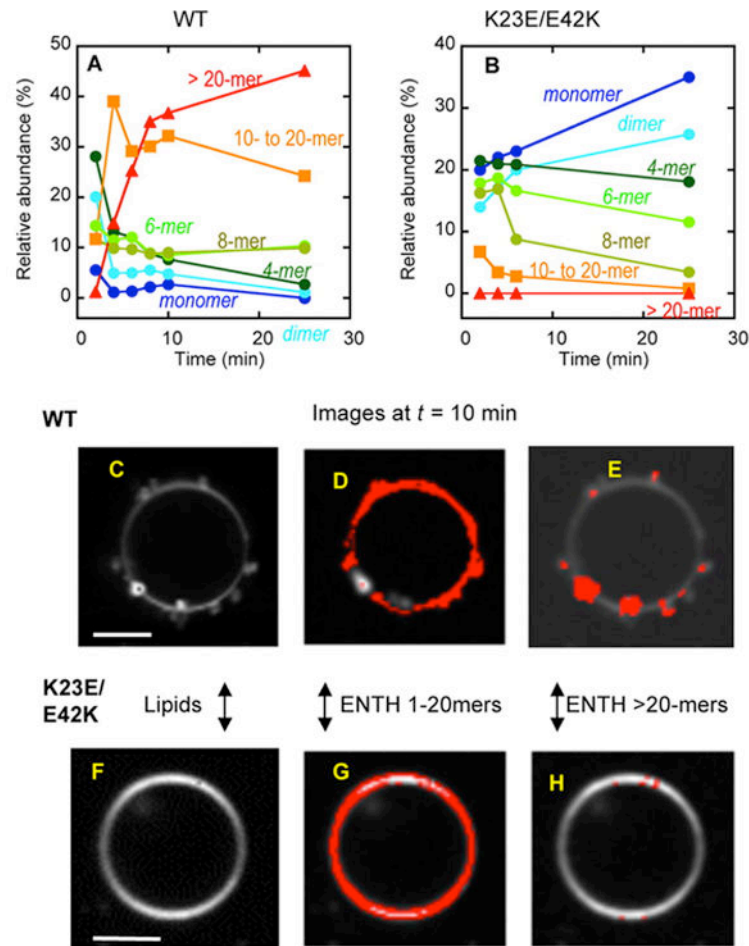 WT
K23E/E42K
A
Relative abundance (%)
50
40
30
20
10
0
> 20-mer
10- to 20-mer
6-mer
8-mer
4-mer
monomer
dimer
0
10
20
30
Time (min)
B
Relative abundance (%)
40
30
20
10
0
monomer
dimer
4-mer
6-mer
8-mer
10- to 20-mer
> 20-mer
0
10
20
30
Time (min)
WT
Images at t = 10 min
C
D
E
K23E/
E42K
Lipids
ENTH 1-20mers
ENTH >20-mers
F
G
H